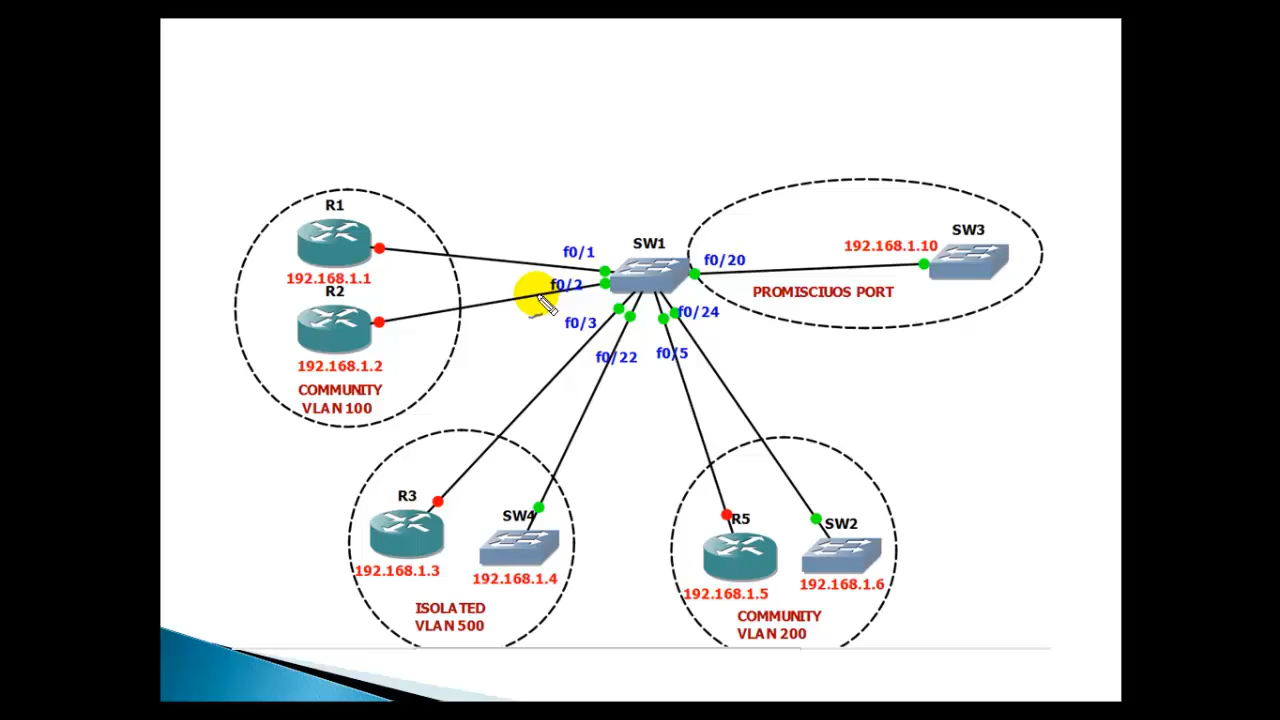 R1
192.168.1.1
R2
192.168.1.2
COMMUNITY
VLAN 100
f0/1
f0/2
f0/3
f0/22
SW1
f0/20
f0/24
f0/5
SW3
192.168.1.10
PROMISCIUOS PORT
R3
192.168.1.3
SW4
192.168.1.4
ISOLATED
VLAN 500
R5
192.168.1.5
SW2
192.168.1.6
COMMUNITY
VLAN 200